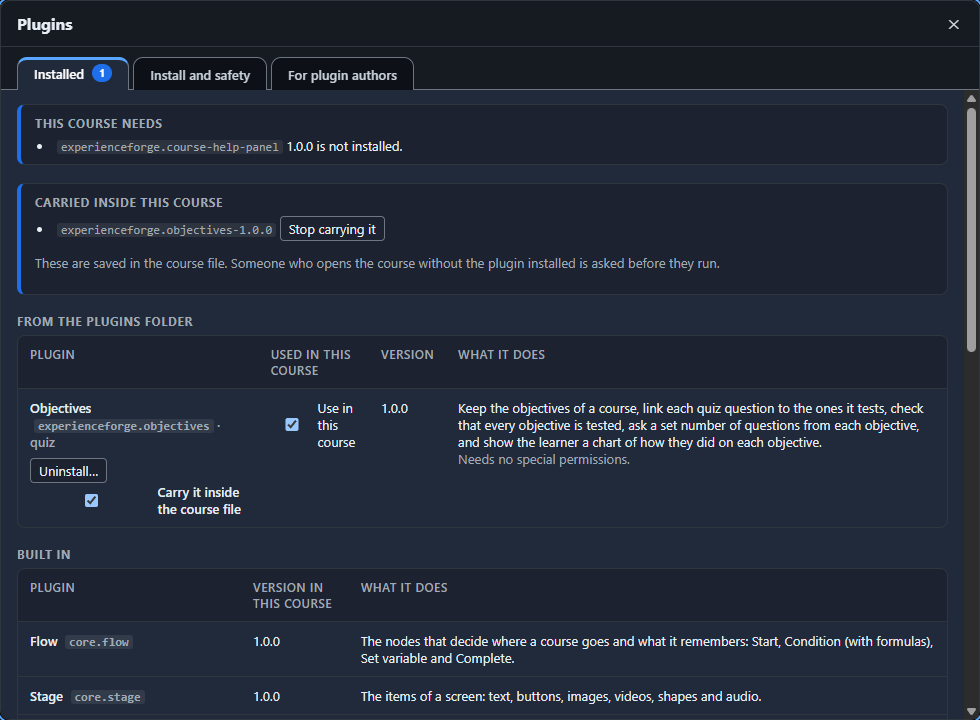 Plugins
Installed 1
Install and safety
For plugin authors
THIS COURSE NEEDS
experienceforge.course-help-panel 1.0.0 is not installed.
CARRIED INSIDE THIS COURSE
experienceforge.objectives-1.0.0 Stop carrying it
These are saved in the course file. Someone who opens the course without the plugin installed is asked before they run.
FROM THE PLUGINS FOLDER
PLUGIN
USED IN THIS
COURSE
VERSION
WHAT IT DOES
Objectives
experienceforge.objectives ·
quiz
Uninstall...
Carry it inside
the course file
Use in
this
course
1.0.0
Keep the objectives of a course, link each quiz question to the ones it tests, check
that every objective is tested, ask a set number of questions from each objective,
and show the learner a chart of how they did on each objective.
Needs no special permissions.
BUILT IN
PLUGIN
VERSION IN
THIS COURSE
WHAT IT DOES
Flow core.flow
1.0.0
The nodes that decide where a course goes and what it remembers: Start, Condition (with formulas),
Set variable and Complete.
Stage core.stage
1.0.0
The items of a screen: text, buttons, images, videos, shapes and audio.